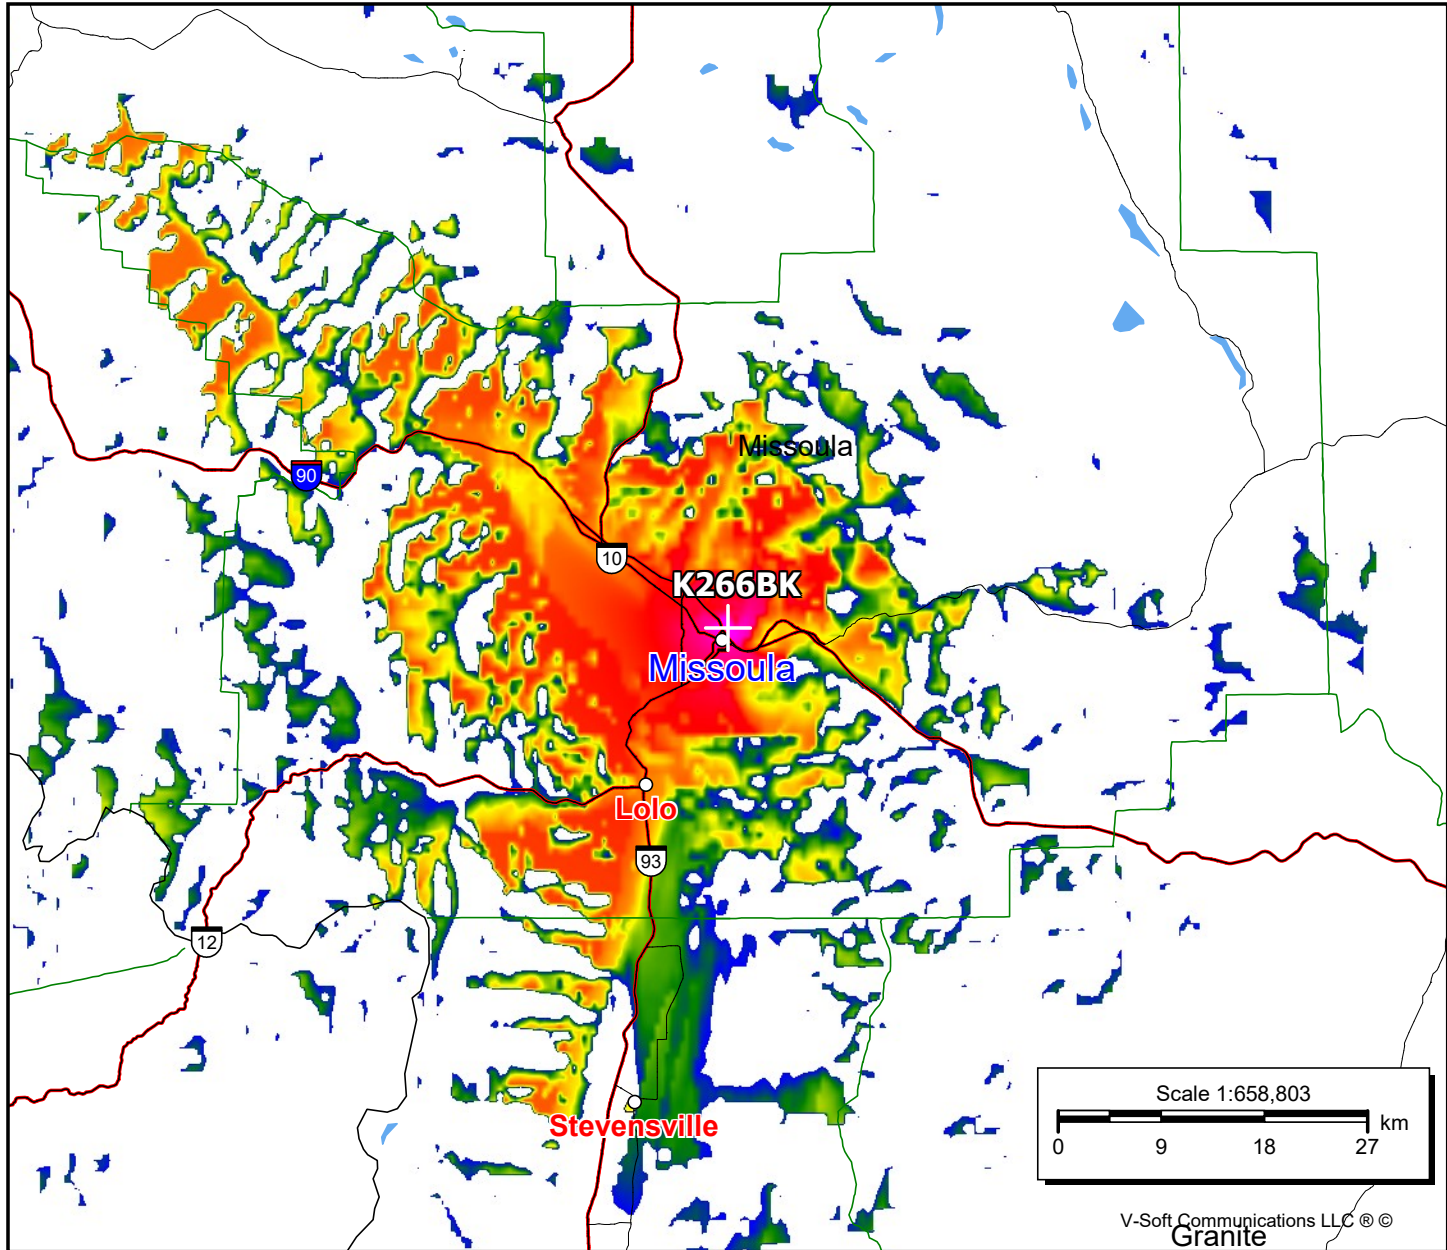 Missoula
90
10
K266BK
Missoula
Lolo
93
12
Stevensville
Scale 1:658,803
km
0 9 18 27
V-Soft Communications LLC ® ©
Granite